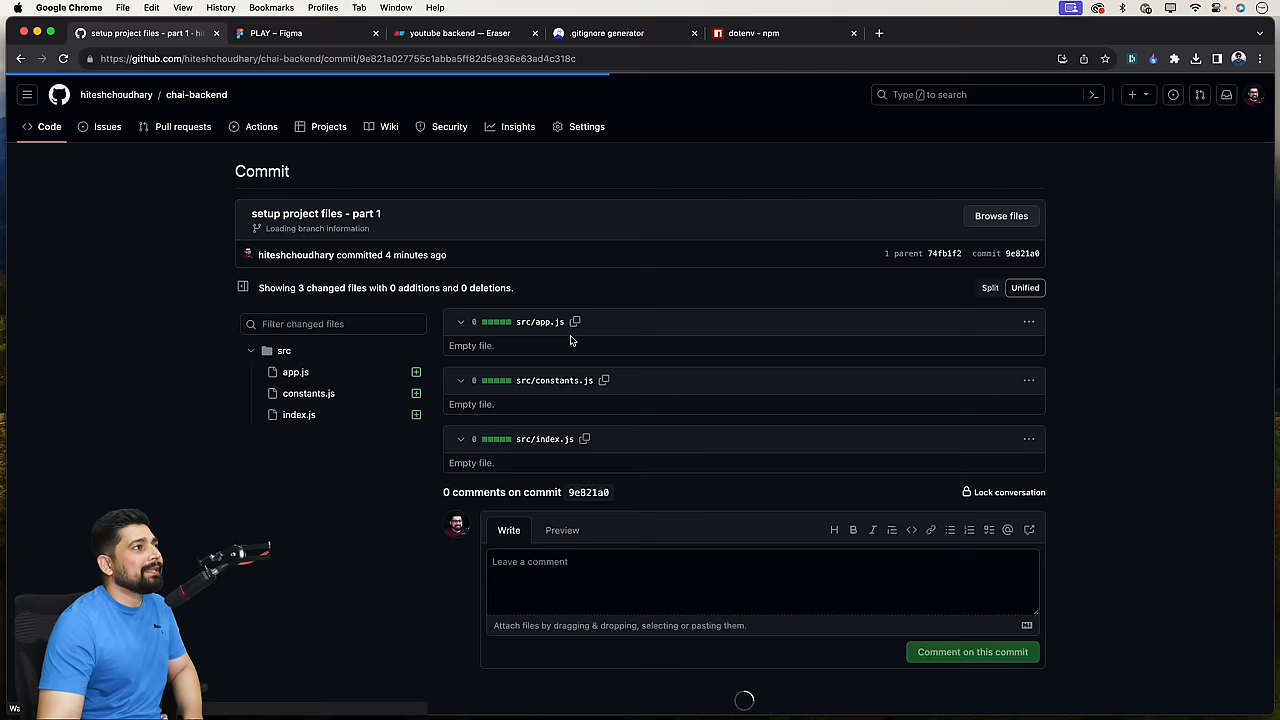 Google Chrome File Edit View History Bookmarks Profiles Tab Window Help
setup project files - part 1 · hit
PLAY – Figma
youtube backend — Eraser
.gitignore generator
dotenv - npm
https://github.com/hiteshchoudhary/chai-backend/commit/9e821a027755c1abba5ff82d5e936e63ad4c318c
hiteshchoudhary / chai-backend
Type / to search
Code Issues Pull requests Actions Projects Wiki Security Insights Settings
Commit
setup project files - part 1
Browse files
Loading branch information
hiteshchoudhary committed 4 minutes ago
1 parent 74fb1f2 commit 9e821a0
Showing 3 changed files with 0 additions and 0 deletions.
Split Unified
Filter changed files
src
app.js
constants.js
index.js
0 src/app.js
Empty file.
0 src/constants.js
Empty file.
0 src/index.js
Empty file.
0 comments on commit 9e821a0
Lock conversation
Write Preview
Leave a comment
Attach files by dragging & dropping, selecting or pasting them.
Comment on this commit